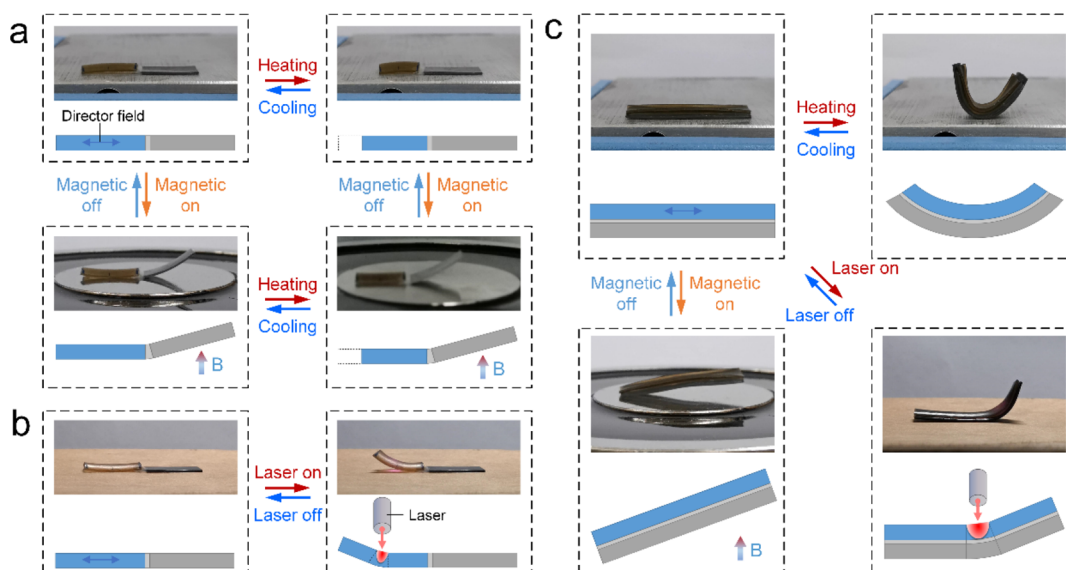 a
Heating
Cooling
Director field
Magnetic
off
Magnetic
on
Magnetic
off
Magnetic
on
Heating
Cooling
B
B
b
Laser on
Laser off
Laser
c
Heating
Cooling
Magnetic
off
Magnetic
on
Laser on
Laser off
B